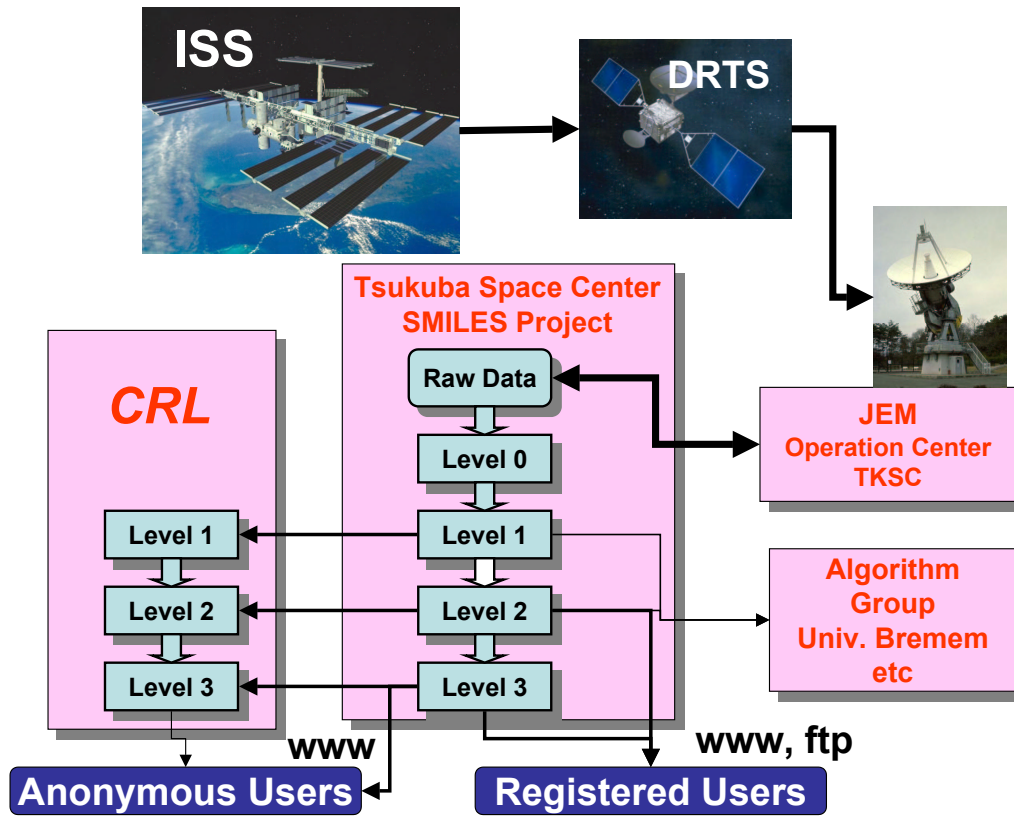 ISS
DRTS
Tsukuba Space Center
SMILES Project
Raw Data
Level 0
Level 1
Level 2
Level 3
CRL
Level 1
Level 2
Level 3
JEM
Operation Center
TKSC
Algorithm
Group
Univ. Bremem
etc
www
www, ftp
Anonymous Users
Registered Users